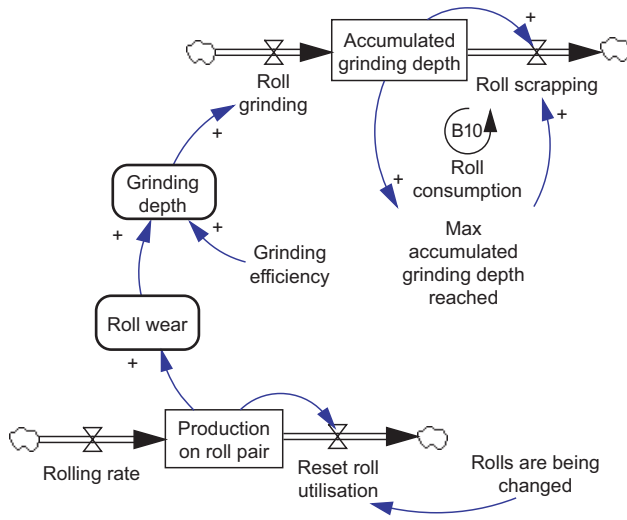 Accumulated
grinding depth
+
Roll
grinding
Roll scrapping
+
+
B10
Roll
consumption
Grinding
depth
+
Max
accumulated
grinding depth
reached
+
+
Grinding
efficiency
Roll wear
+
Production
on roll pair
Rolling rate
Reset roll
utilisation
Rolls are being
changed